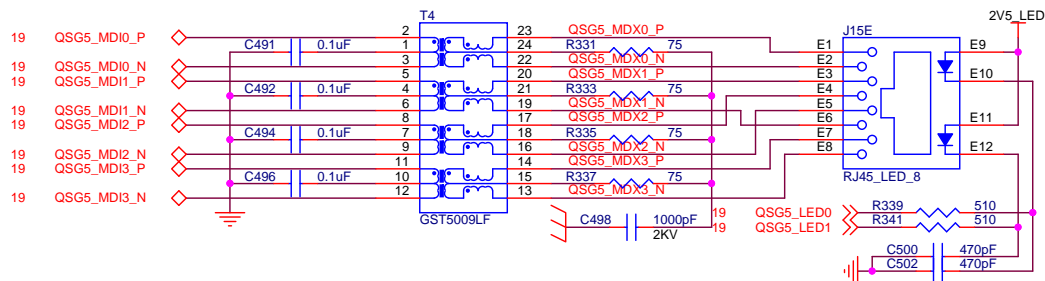 T4
J15E
2V5_LED
19 QSG5_MDI0_P 2 23 QSG5_MDX0_P
C491 0.1uF 1 24 R331 75 E1 E9
19 QSG5_MDI0_N 3 22 QSG5_MDX0_N E2
19 QSG5_MDI1_P 5 20 QSG5_MDX1_P E3 E10
C492 0.1uF 4 21 R333 75 E4
19 QSG5_MDI1_N 6 19 QSG5_MDX1_N E5
19 QSG5_MDI2_P 8 17 QSG5_MDX2_P E6 E11
C494 0.1uF 7 18 R335 75 E7
19 QSG5_MDI2_N 9 16 QSG5_MDX2_N E8 E12
19 QSG5_MDI3_P 11 14 QSG5_MDX3_P
C496 0.1uF 10 15 R337 75 RJ45_LED_8
19 QSG5_MDI3_N 12 13 QSG5_MDX3_N
GST5009LF
C498 1000pF
2KV
19 QSG5_LED0 R339 510
19 QSG5_LED1 R341 510
C500 470pF
C502 470pF